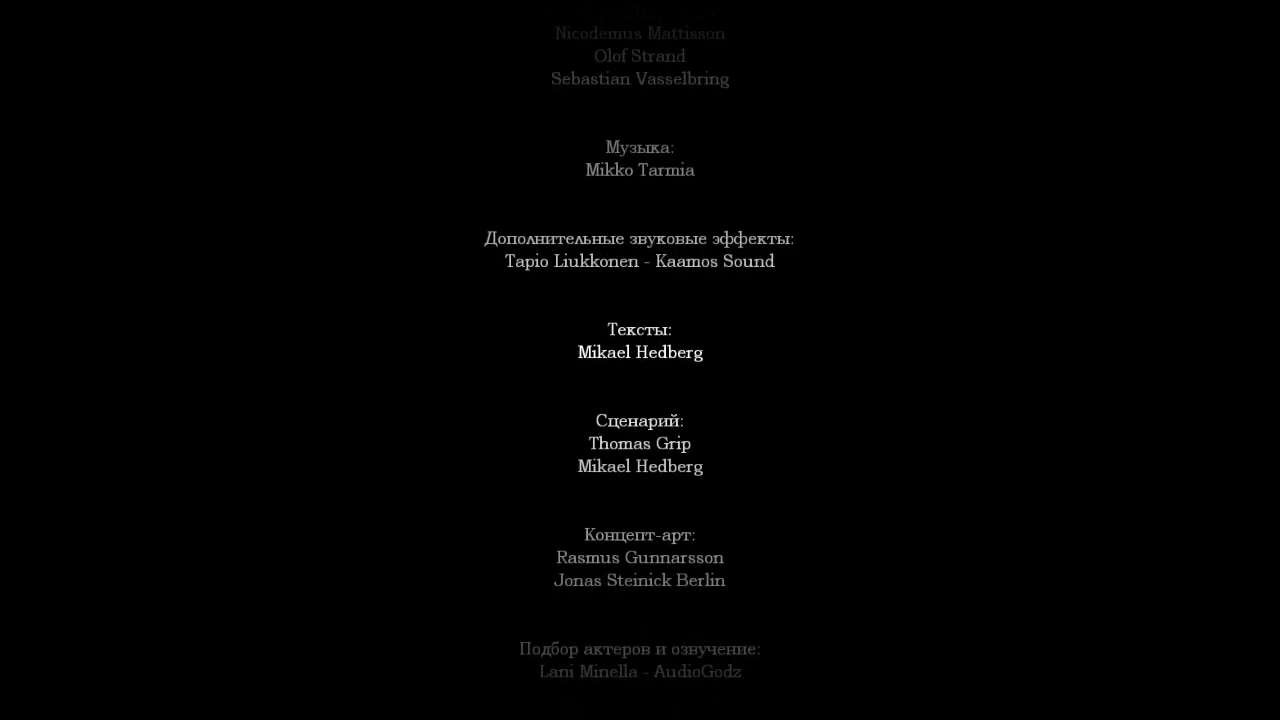 Nicodemus Mattisson
Olof Strand
Sebastian Vasselbring
Музыка:
Mikko Tarmia
Дополнительные звуковые эффекты:
Tapio Liukkonen - Kaamos Sound
Тексты:
Mikael Hedberg
Сценарий:
Thomas Grip
Mikael Hedberg
Концепт-арт:
Rasmus Gunnarsson
Jonas Steinick Berlin
Подбор актеров и озвучение:
Lani Minella - AudioGodz